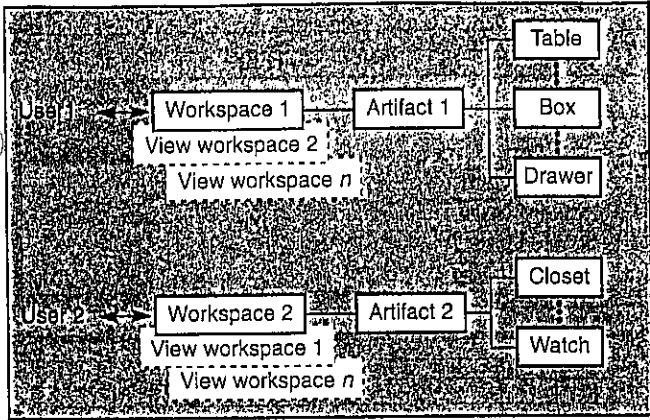 Table
User 1
Workspace 1
Artifact 1
Box
View workspace 2
View workspace n
Drawer
Closet
User 2
Workspace 2
Artifact 2
View workspace 1
Watch
View workspace n